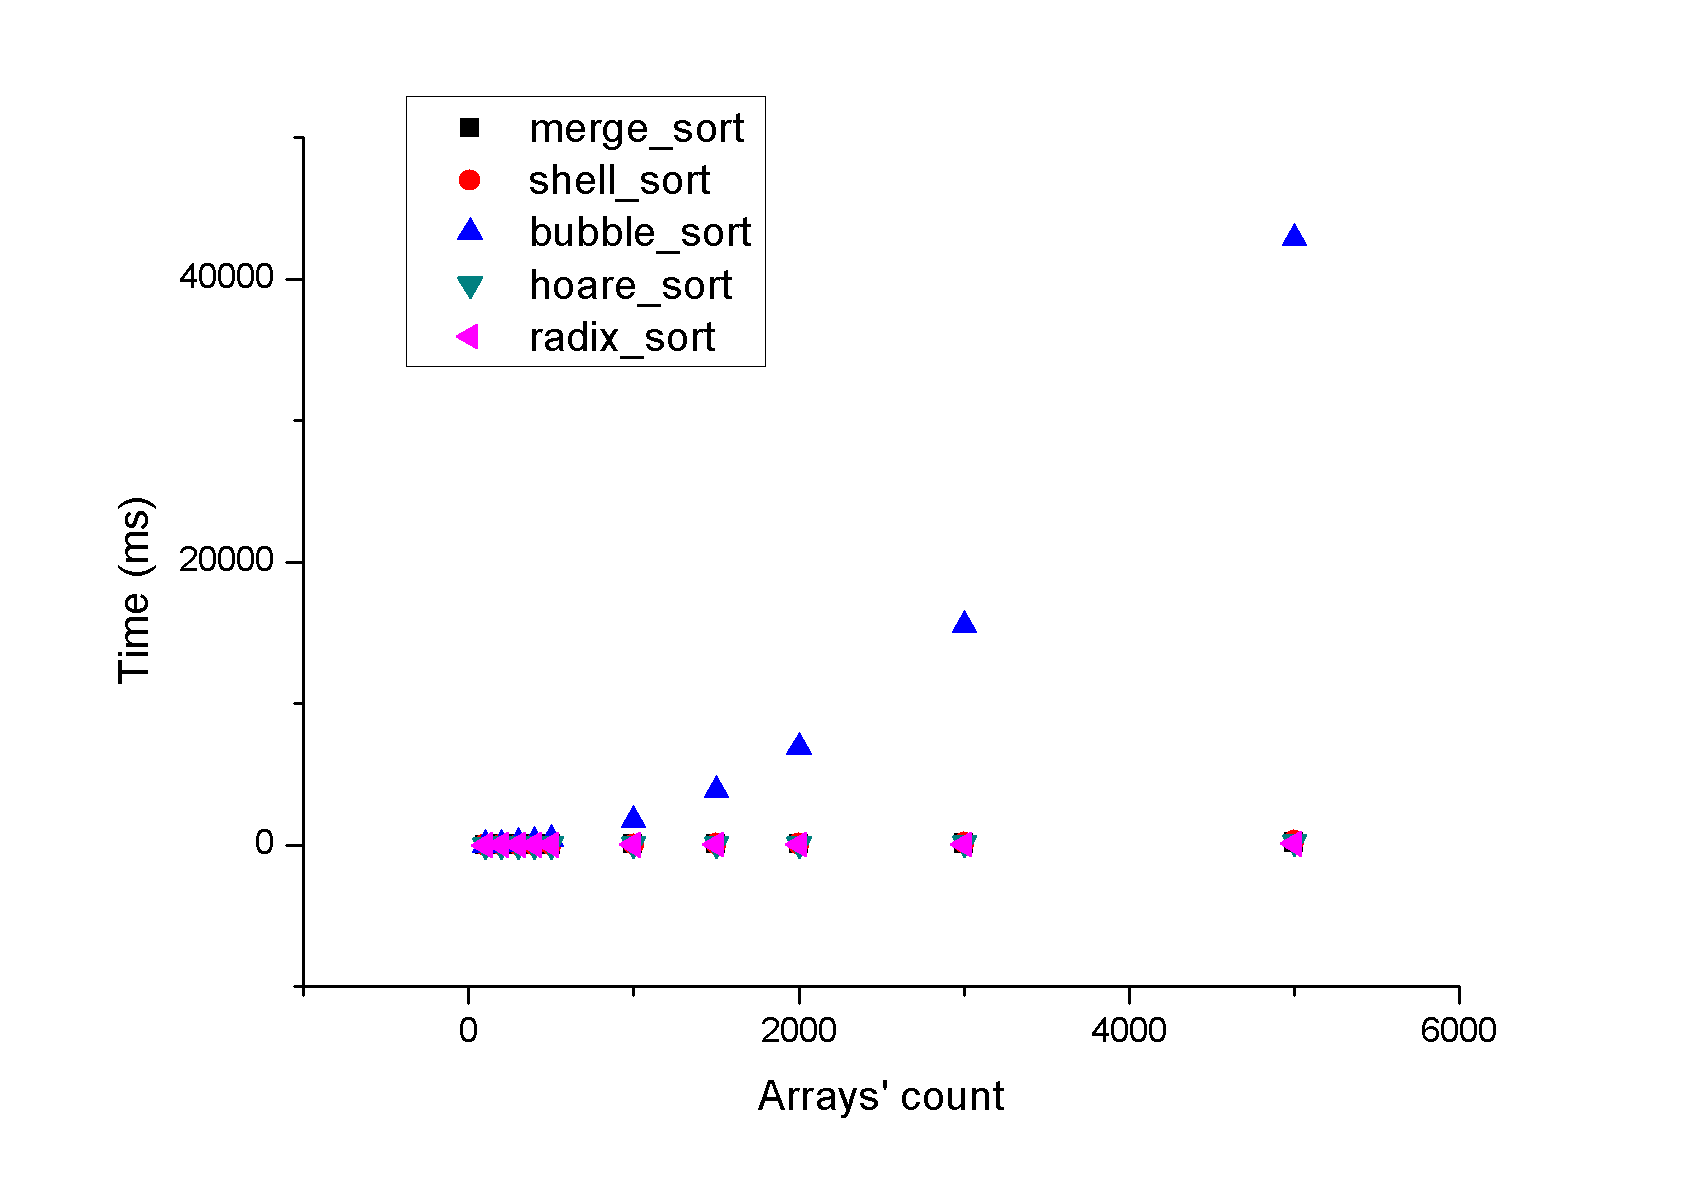 merge_sort
shell_sort
bubble_sort
hoare_sort
radix_sort
40000
20000
0
Time (ms)
0 2000 4000 6000
Arrays' count